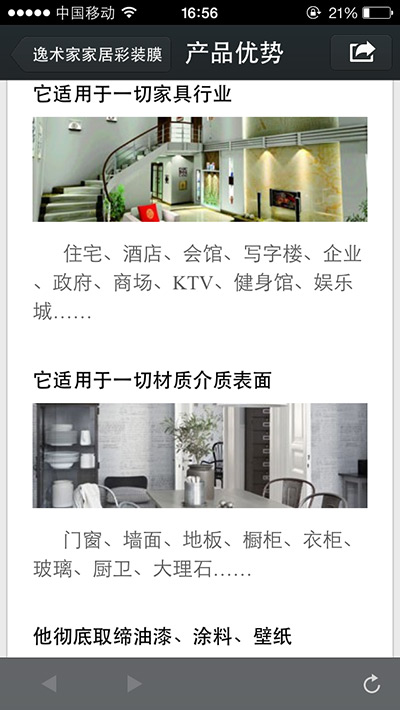 中国移动 16:56 21%
逸术家家居彩装膜 产品优势
它适用于一切家具行业
住宅、酒店、会馆、写字楼、企业
、政府、商场、KTV、健身馆、娱乐
城……
它适用于一切材质介质表面
门窗、墙面、地板、橱柜、衣柜、
玻璃、厨卫、大理石……
他彻底取缔油漆、涂料、壁纸